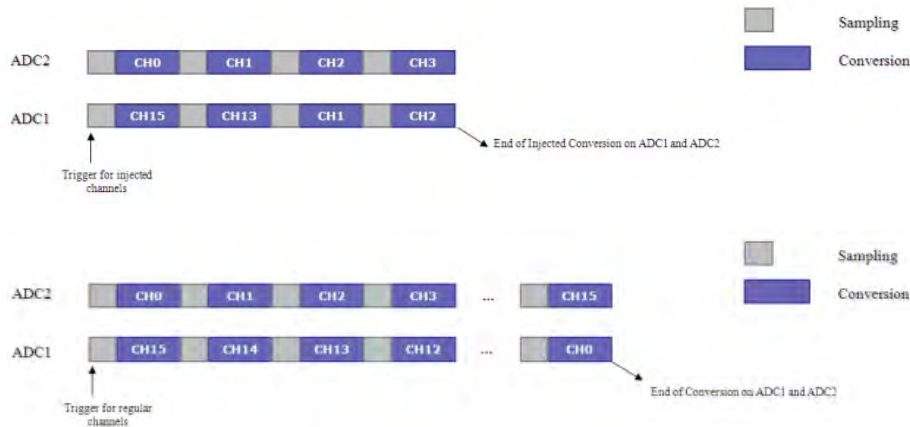 Sampling
Conversion
ADC2 CH0 CH1 CH2 CH3
ADC1 CH15 CH13 CH1 CH2
End of Injected Conversion on ADC1 and ADC2
Trigger for injected
channels
Sampling
Conversion
ADC2 CH0 CH1 CH2 CH3 ... CH15
ADC1 CH15 CH14 CH13 CH12 ... CH0
End of Conversion on ADC1 and ADC2
Trigger for regular
channels